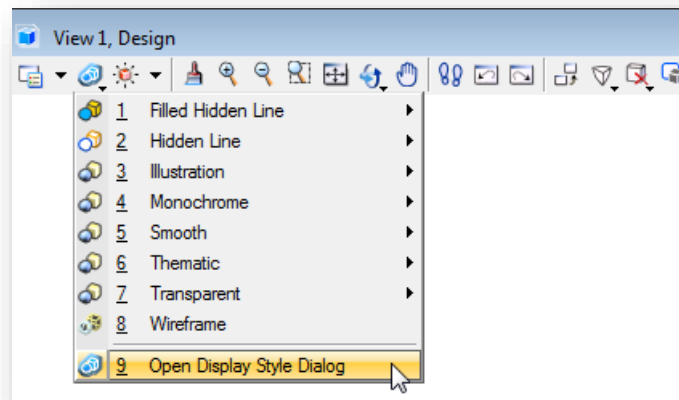 View 1, Design
1 Filled Hidden Line
2 Hidden Line
3 Illustration
4 Monochrome
5 Smooth
6 Thematic
7 Transparent
8 Wireframe
9 Open Display Style Dialog